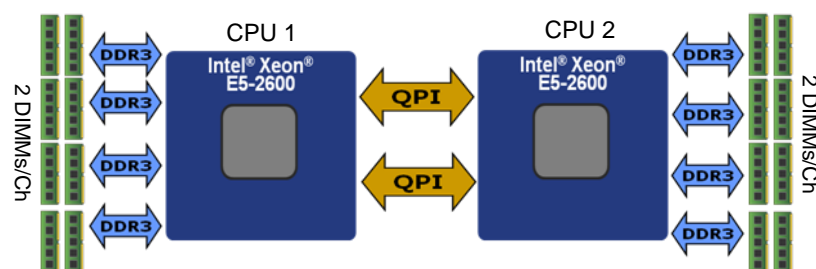 CPU 1
CPU 2
Intel® Xeon®
E5-2600
Intel® Xeon®
E5-2600
2 DIMMs/Ch
DDR3
DDR3
DDR3
DDR3
QPI
QPI
DDR3
DDR3
DDR3
DDR3
2 DIMMs/Ch